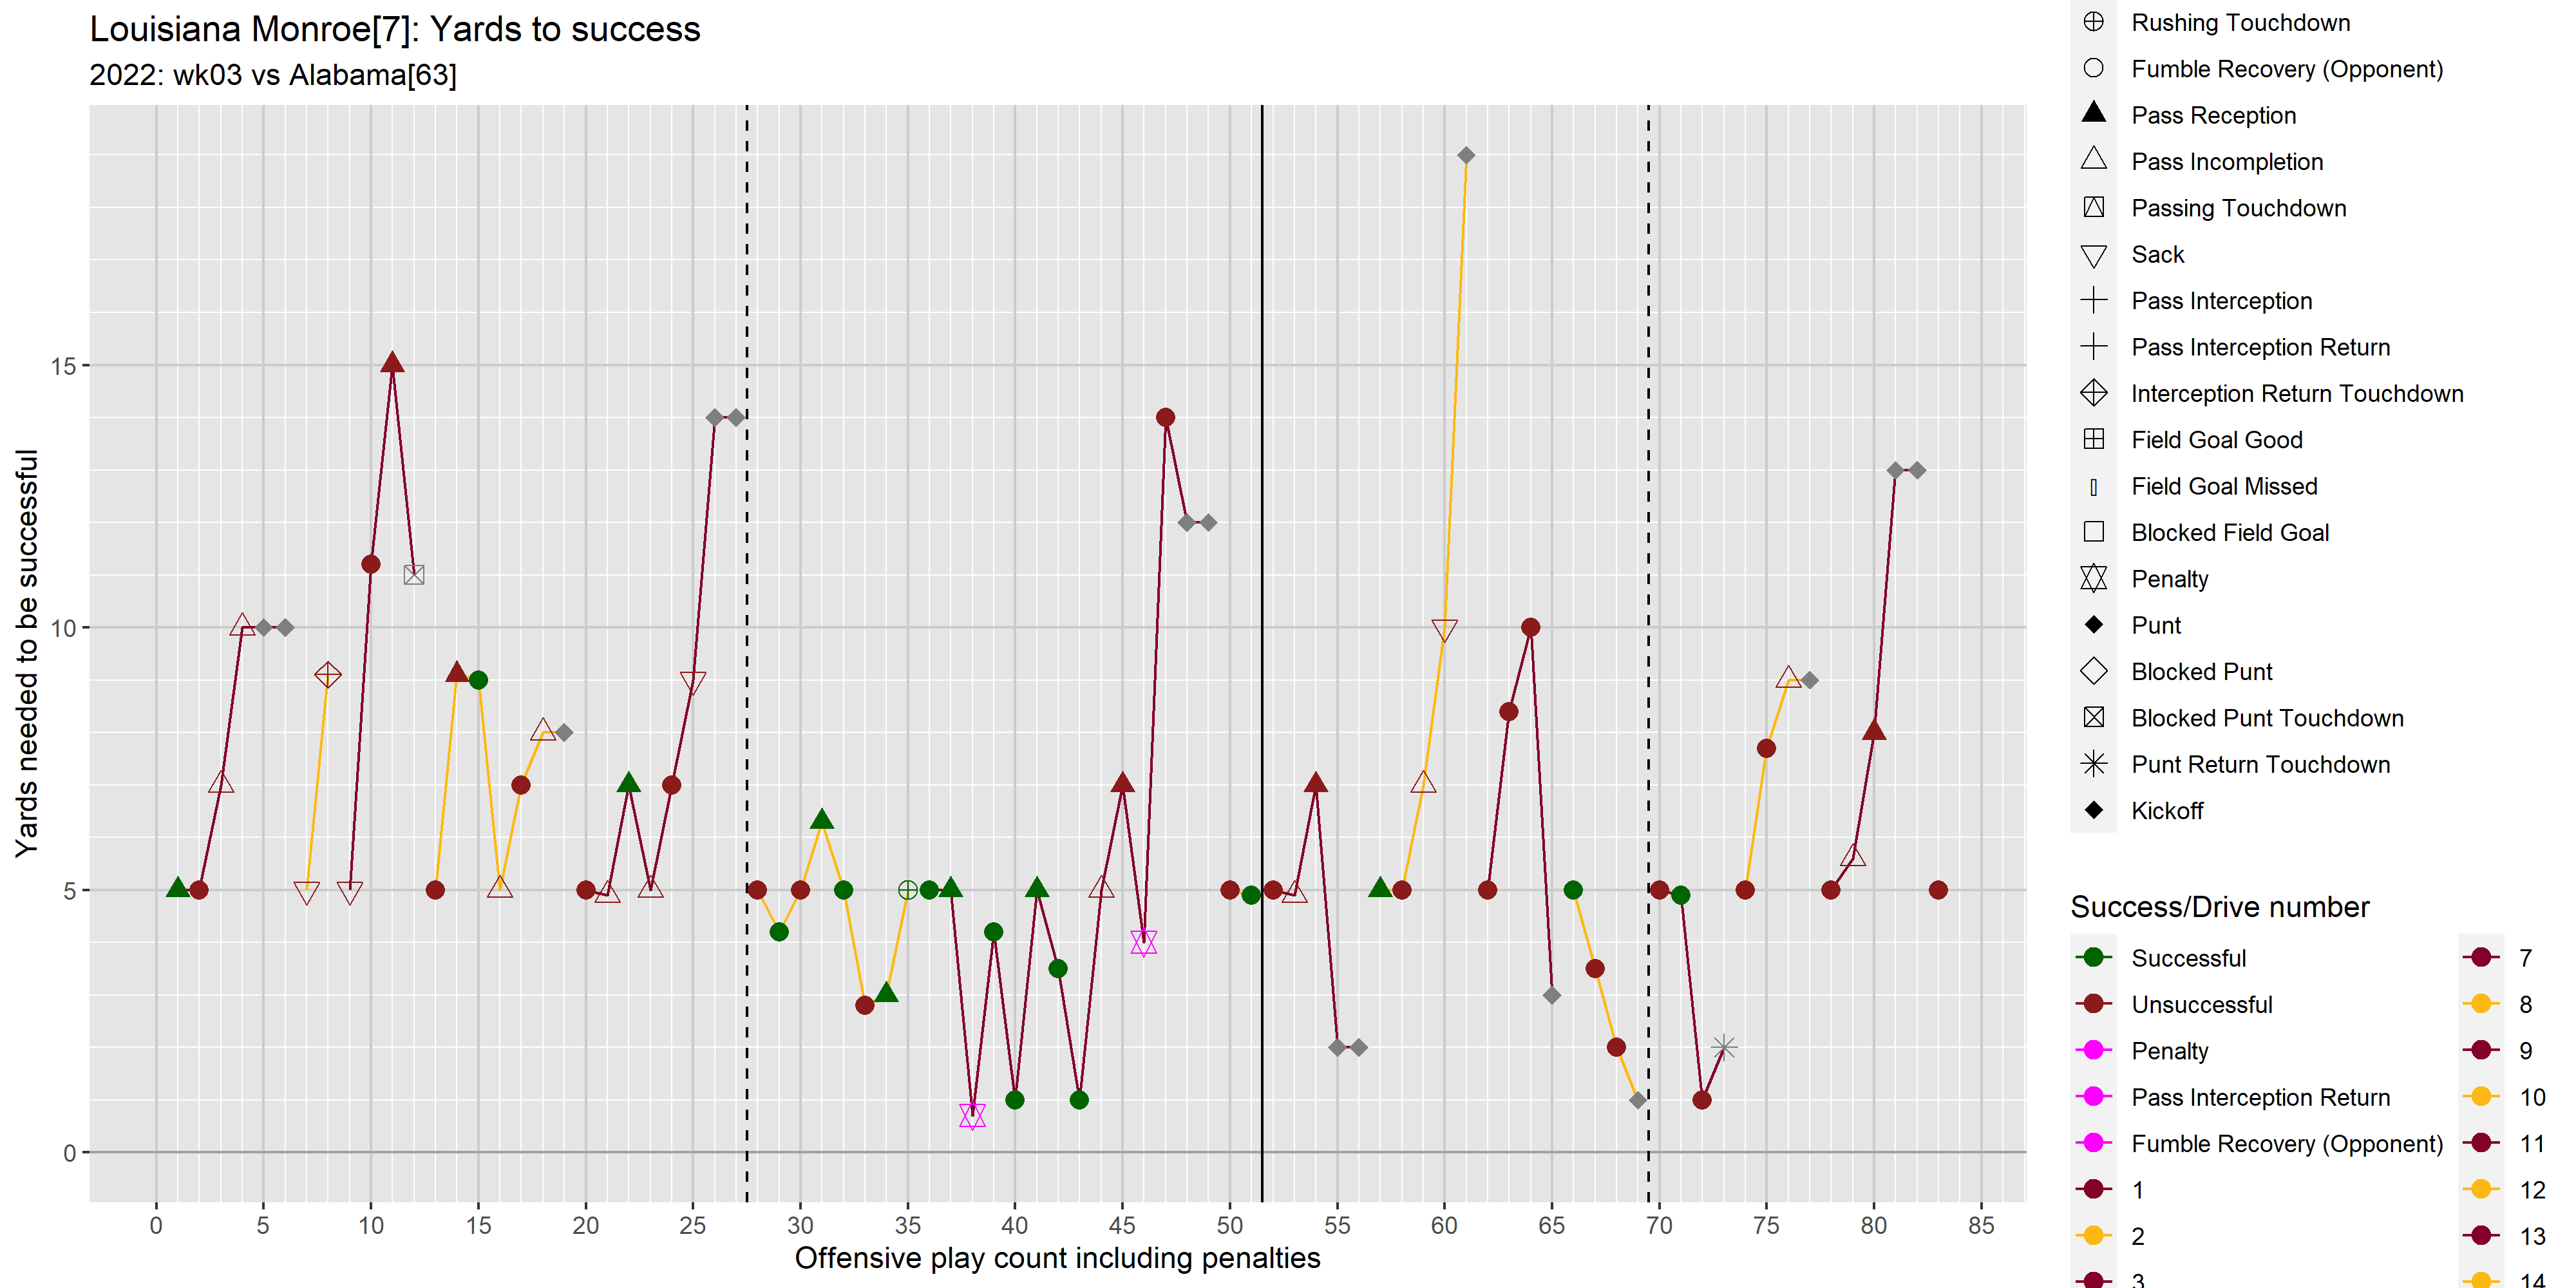 Louisiana Monroe[7]: Yards to success
2022: wk03 vs Alabama[63]
Yards needed to be successful
15
10
5
0
0 5 10 15 20 25 30 35 40 45 50 55 60 65 70 75 80 85
Offensive play count including penalties
Rushing Touchdown
Fumble Recovery (Opponent)
Pass Reception
Pass Incompletion
Passing Touchdown
Sack
Pass Interception
Pass Interception Return
Interception Return Touchdown
Field Goal Good
Field Goal Missed
Blocked Field Goal
Penalty
Punt
Blocked Punt
Blocked Punt Touchdown
Punt Return Touchdown
Kickoff
Success/Drive number
Successful
Unsuccessful
Penalty
Pass Interception Return
Fumble Recovery (Opponent)
1
2
3
7
8
9
10
11
12
13
14